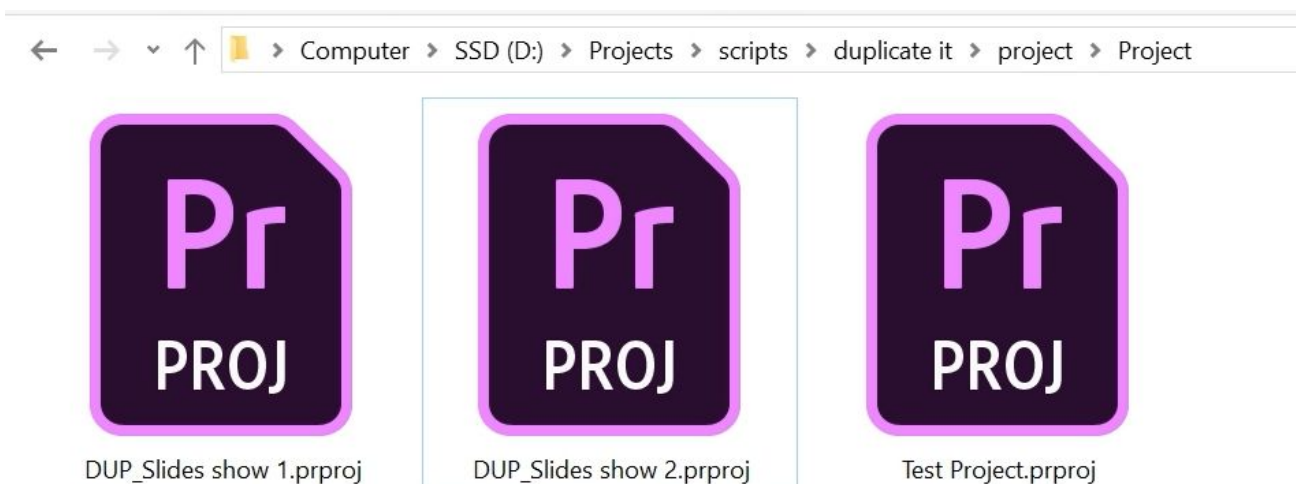 Computer > SSD (D:) > Projects > scripts > duplicate it > project > Project
Pr Pr Pr
PROJ PROJ PROJ
DUP_Slides show 1.prproj DUP_Slides show 2.prproj Test Project.prproj